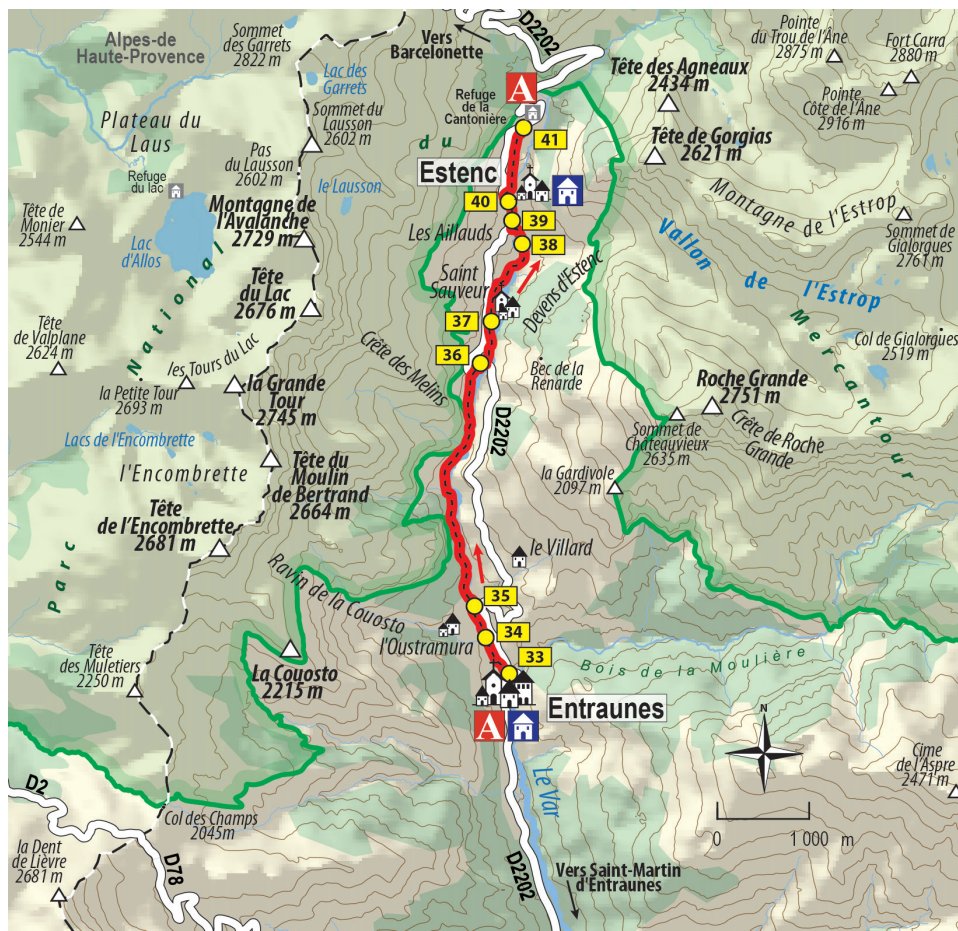 D2202
Vers
Barcelonette
Alpes-de
Haute-Provence
Sommet
des Garrets
2822 m
Pointe
du Trou de l'Âne
2875 m
Fort Carra
2880 m
Lac des
Garrets
A
Refuge
de la
Cantonière
Tête des Agneaux
2434 m
Pointe
Côte de l'Âne
2916 m
Plateau du
Laus
Sommet du
Lausson
2602 m
du
41
Tête de Gorgias
2621 m
Pas
du Lausson
2602 m
Estenc
Refuge
du lac
le Lausson
40
Montagne de l'Estrop
Tête de
Monier
2544 m
Montagne de
l'Avalanche
2729 m
39
Les Aillauds
38
Sommet de
Gialorgues
2761 m
Lac
d'Allos
National
Vallon
de l'Estrop
Saint
Sauveur
Devens d'Estenc
Tête
du Lac
2676 m
37
Mercantour
Tête
de Valplane
2624 m
Col de Gialorgues
2519 m
les Tours du Lac
36
Crête des Melins
Bec de la
Renarde
la Petite Tour
2693 m
la Grande
Tour
2745 m
Roche Grande
2751 m
D2202
Sommet de
Châteauvieux
2635 m
Crête de Roche
Grande
Lacs de l'Encombrette
l'Encombrette
Tête du
Moulin
de Bertrand
2664 m
la Gardivole
2097 m
Tête
de l'Encombrette
2681 m
le Villard
Parc
Ravin de la Couosto
35
34
l'Oustramura
33
Bois de la Moulière
Tête
des Muletiers
2250 m
La Couosto
2215 m
Entraunes
A
N
Cime
de l'Aspre
2471 m
Le Var
D2
Col des Champs
2045m
0
1 000 m
la Dent
de Lièvre
2681 m
D78
D2202
Vers Saint-Martin
d'Entraunes